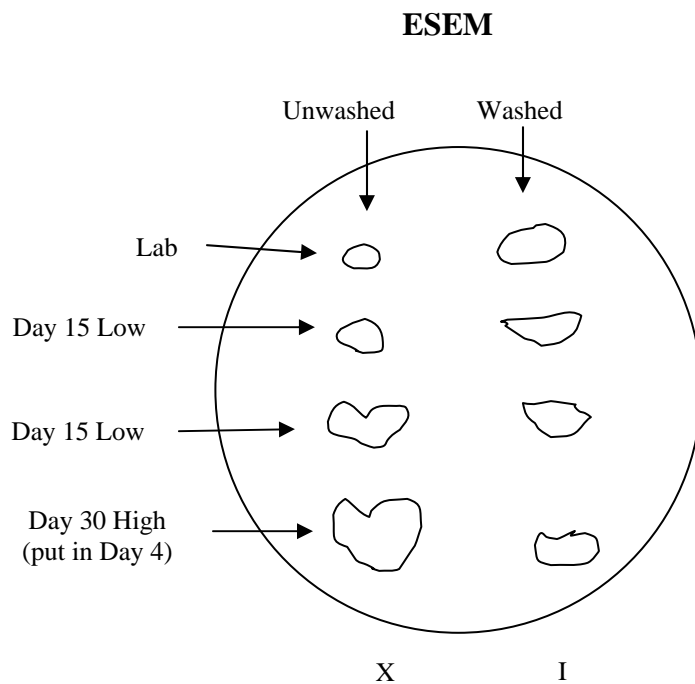 ESEM
Unwashed Washed
Lab
Day 15 Low
Day 15 Low
Day 30 High
(put in Day 4)
X I